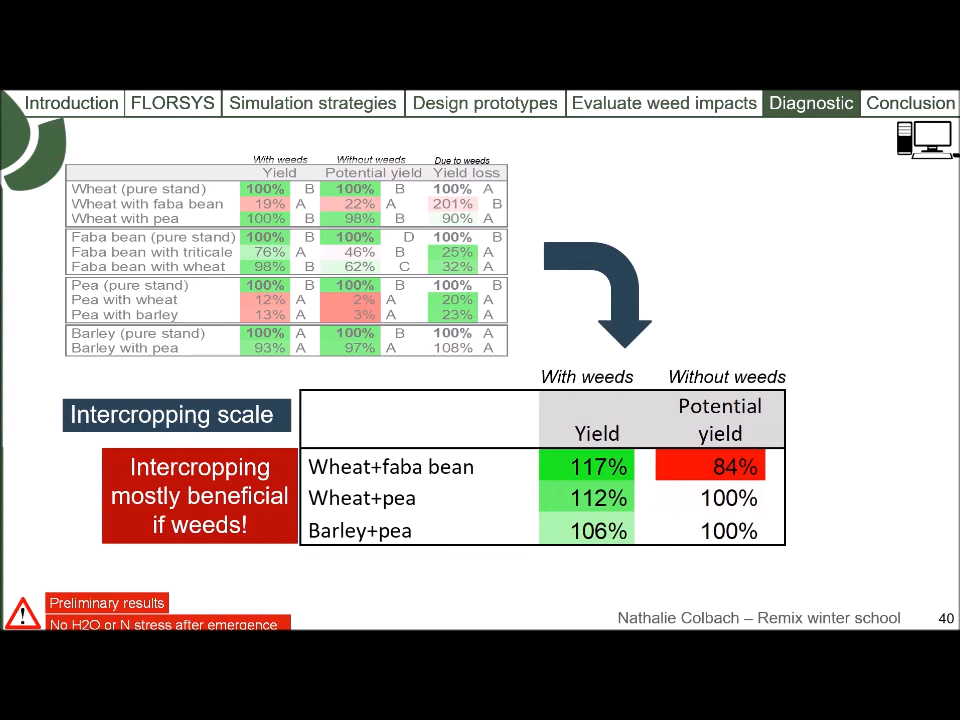 Introduction FLORSYS Simulation strategies Design prototypes Evaluate weed impacts Diagnostic Conclusion
With weeds Without weeds Due to weeds
Yield Potential yield Yield loss
Wheat (pure stand) 100% B 100% B 100% A
Wheat with faba bean 19% A 22% A 201% B
Wheat with pea 100% B 98% B 90% A
Faba bean (pure stand) 100% B 100% D 100% B
Faba bean with triticale 76% A 46% B 25% A
Faba bean with wheat 98% B 62% C 32% A
Pea (pure stand) 100% B 100% B 100% B
Pea with wheat 12% A 2% A 20% A
Pea with barley 13% A 3% A 23% A
Barley (pure stand) 100% A 100% B 100% A
Barley with pea 93% A 97% A 108% A
With weeds Without weeds
Intercropping scale
Potential
Yield yield
Intercropping
mostly beneficial
if weeds!
Wheat+faba bean 117% 84%
Wheat+pea 112% 100%
Barley+pea 106% 100%
Preliminary results
No H2O or N stress after emergence
Nathalie Colbach – Remix winter school 40